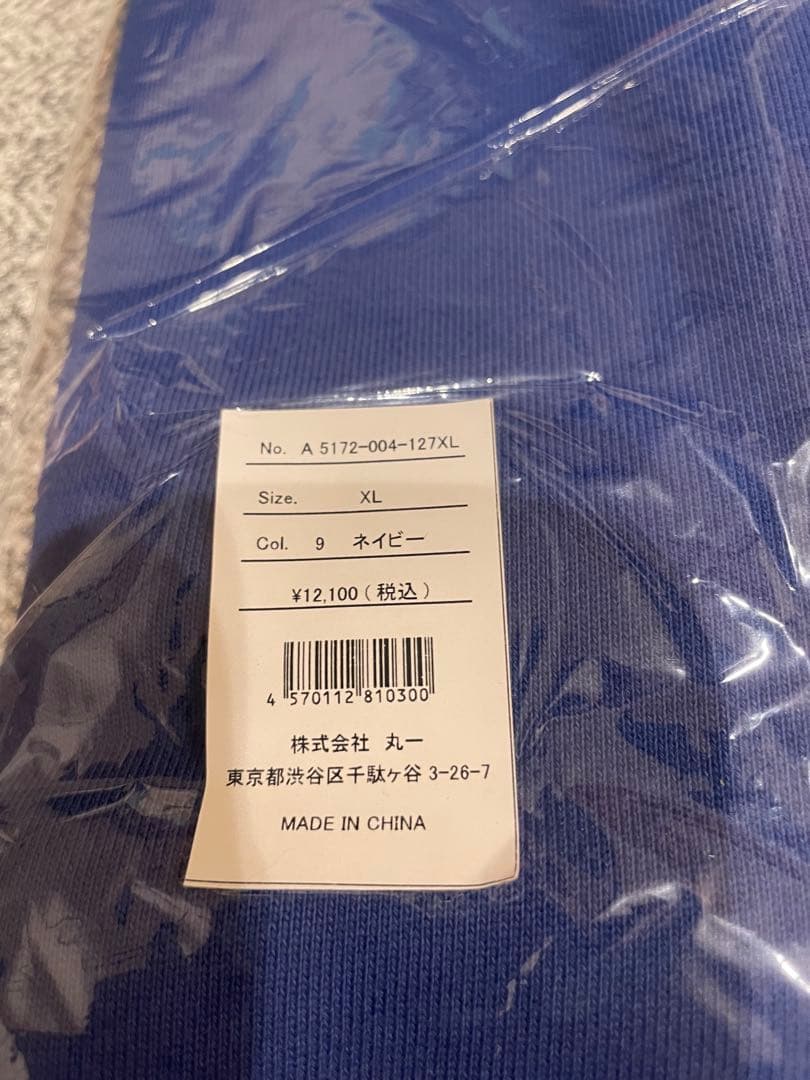 No. A 5172-004-127XL
Size. XL
Col. 9 ネイビー
¥12,100(税込)
4 570112 810300
株式会社 丸一
東京都渋谷区千駄ヶ谷 3-26-7
MADE IN CHINA